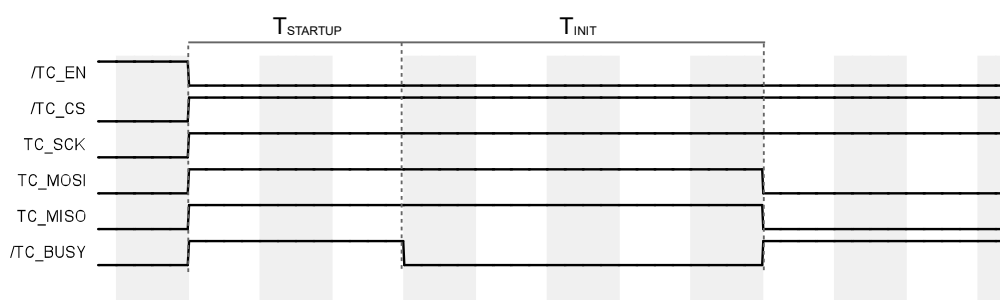 TSTARTUP TINIT
/TC_EN
/TC_CS
TC_SCK
TC_MOSI
TC_MISO
/TC_BUSY